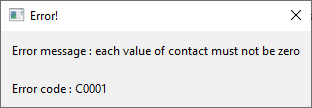 Error!
Error message : each value of contact must not be zero
Error code : C0001